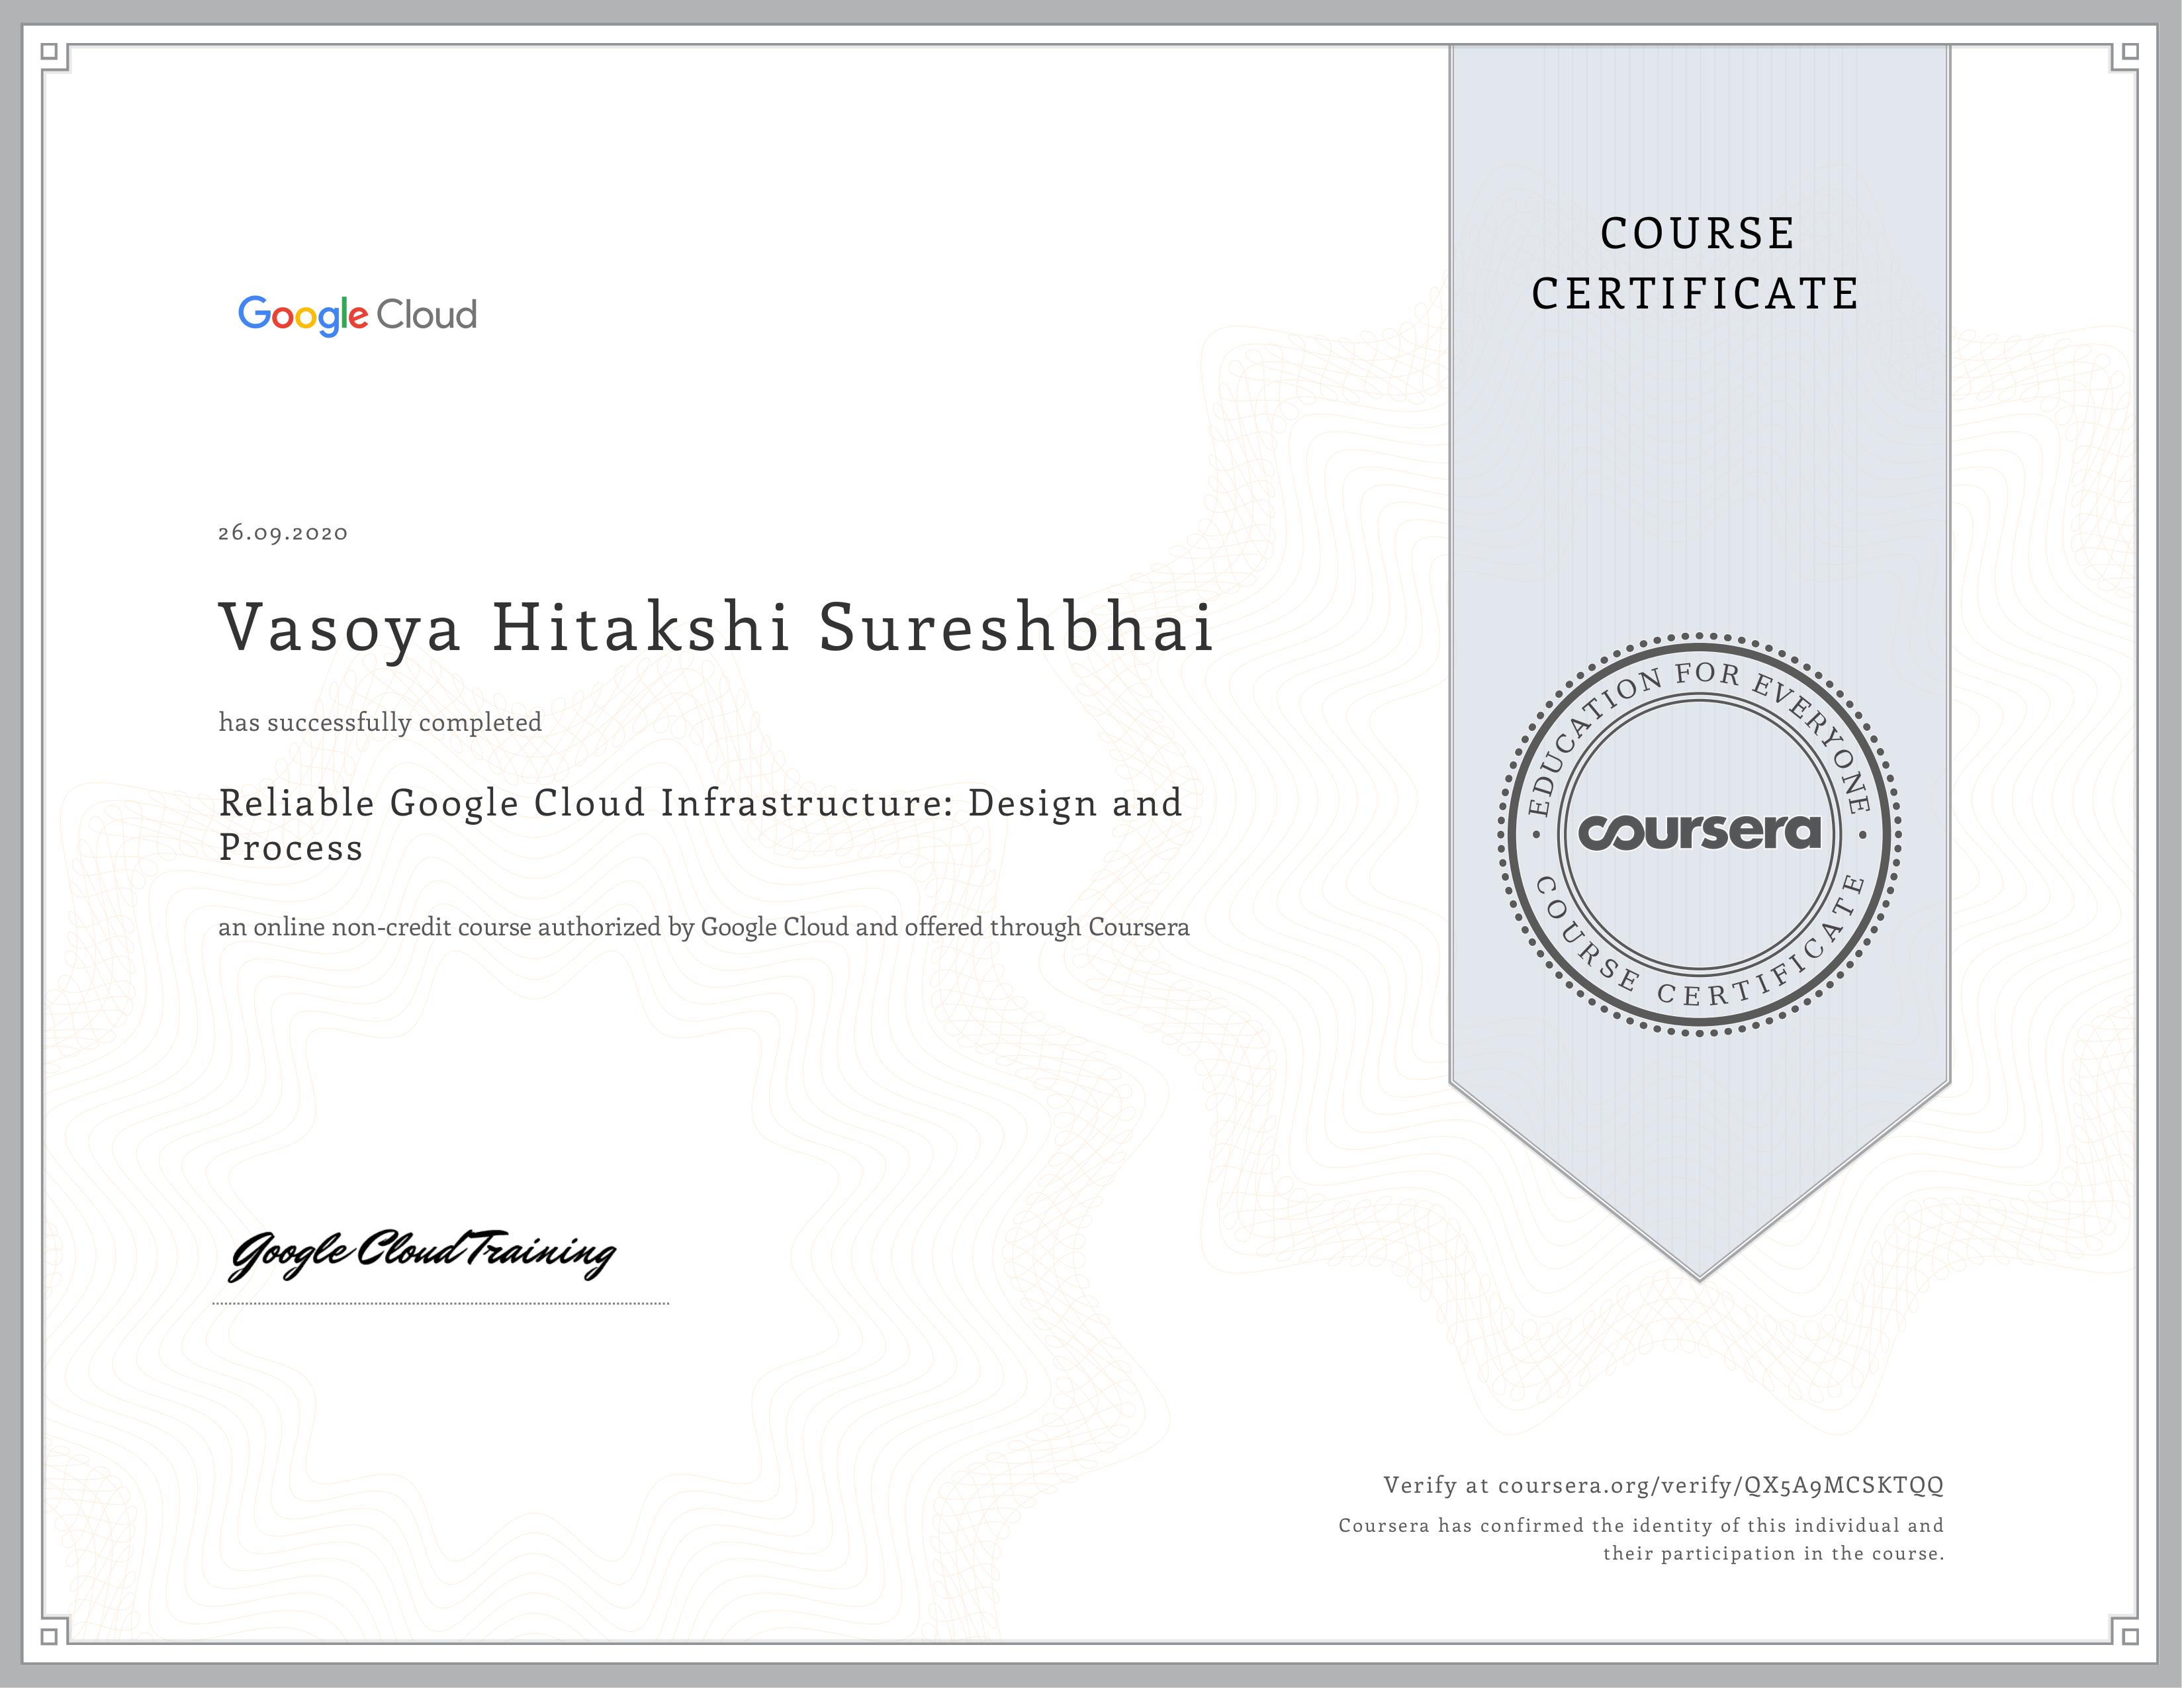 Google Cloud
26.09.2020
Vasoya Hitakshi Sureshbhai
has successfully completed
Reliable Google Cloud Infrastructure: Design and
Process
an online non-credit course authorized by Google Cloud and offered through Coursera
Google Cloud Training
COURSE
CERTIFICATE
EDUCATION FOR EVERYONE
coursera
COURSE CERTIFICATE
Verify at coursera.org/verify/QX5A9MCSKTQQ
Coursera has confirmed the identity of this individual and
their participation in the course.